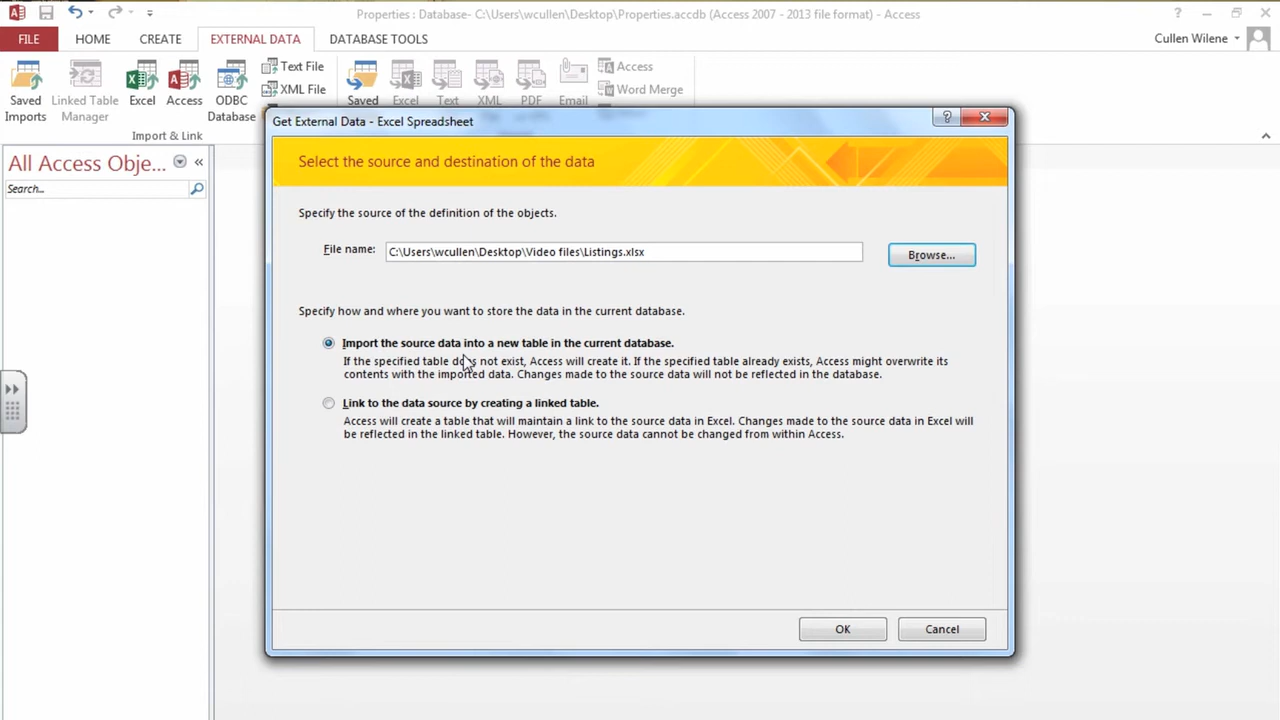 Properties : Database- C:\Users\wcullen\Desktop\Properties.accdb (Access 2007 - 2013 file format) - Access
FILE HOME CREATE EXTERNAL DATA DATABASE TOOLS Cullen Wilene
Saved Imports
Linked Table Manager
Excel
Access
ODBC Database
Text File
XML File
Saved
Excel
Text
XML
PDF
Email
Access
Word Merge
Import & Link
All Access Obje...
Search...
Get External Data - Excel Spreadsheet
Select the source and destination of the data
Specify the source of the definition of the objects.
File name: C:\Users\wcullen\Desktop\Video files\Listings.xlsx Browse...
Specify how and where you want to store the data in the current database.
Import the source data into a new table in the current database.
If the specified table does not exist, Access will create it. If the specified table already exists, Access might overwrite its
contents with the imported data. Changes made to the source data will not be reflected in the database.
Link to the data source by creating a linked table.
Access will create a table that will maintain a link to the source data in Excel. Changes made to the source data in Excel will
be reflected in the linked table. However, the source data cannot be changed from within Access.
OK Cancel